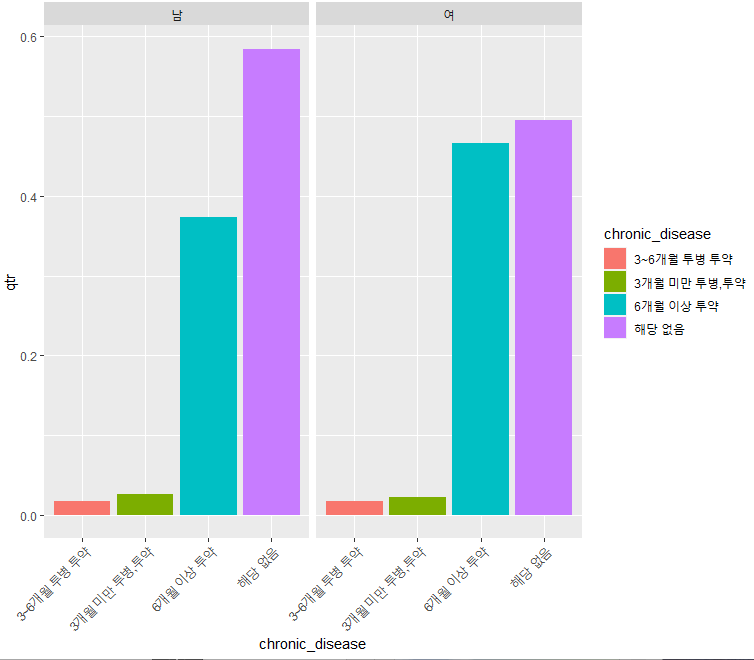 남
여
0.6
0.4
0.2
0.0
qtr
3~6개월 투병 투약
3개월 미만 투병,투약
6개월 이상 투약
해당 없음
3~6개월 투병 투약
3개월 미만 투병,투약
6개월 이상 투약
해당 없음
chronic_disease
chronic_disease
3~6개월 투병 투약
3개월 미만 투병,투약
6개월 이상 투약
해당 없음